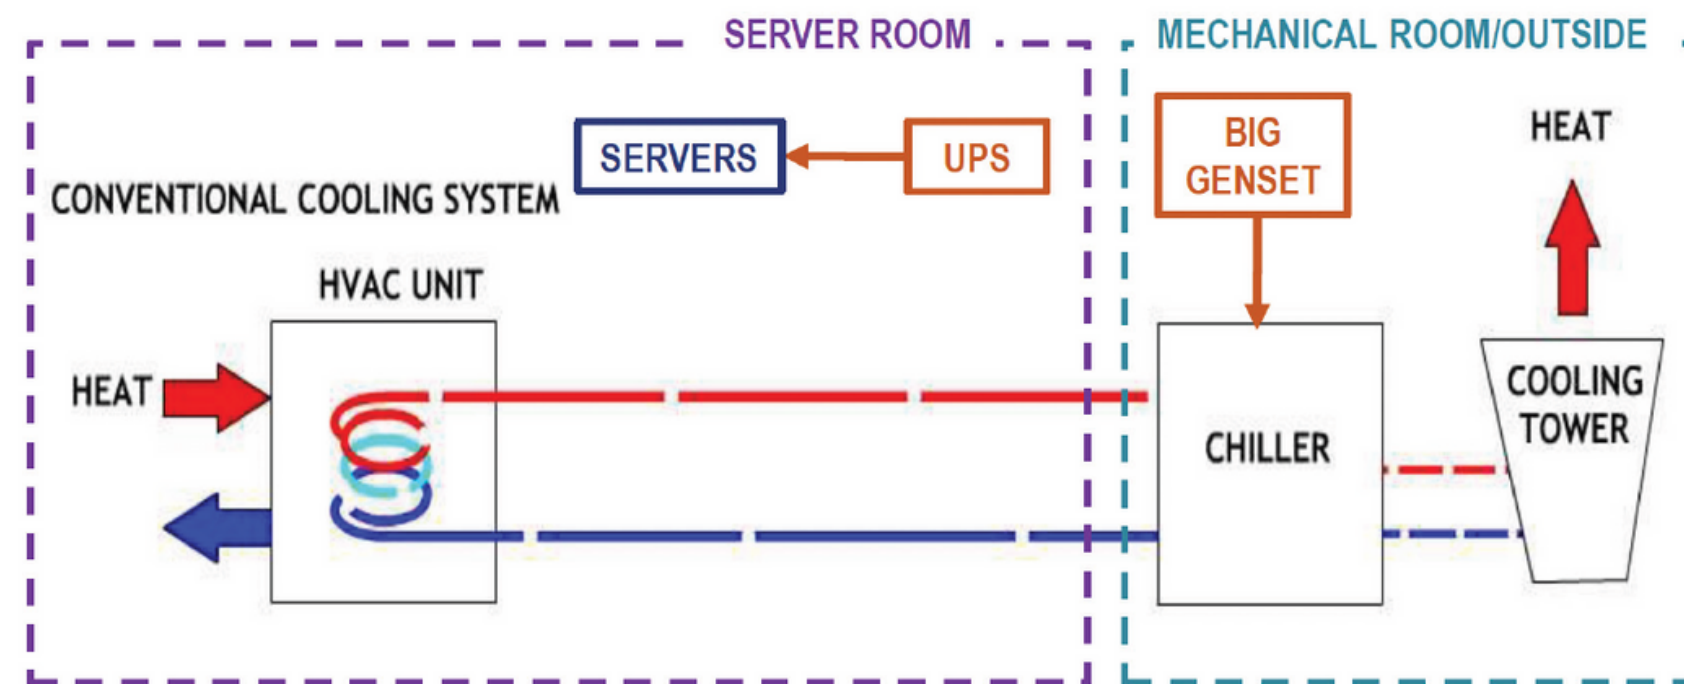 SERVER ROOM
MECHANICAL ROOM/OUTSIDE
SERVERS
UPS
BIG
GENSET
HEAT
CONVENTIONAL COOLING SYSTEM
HVAC UNIT
HEAT
CHILLER
COOLING
TOWER